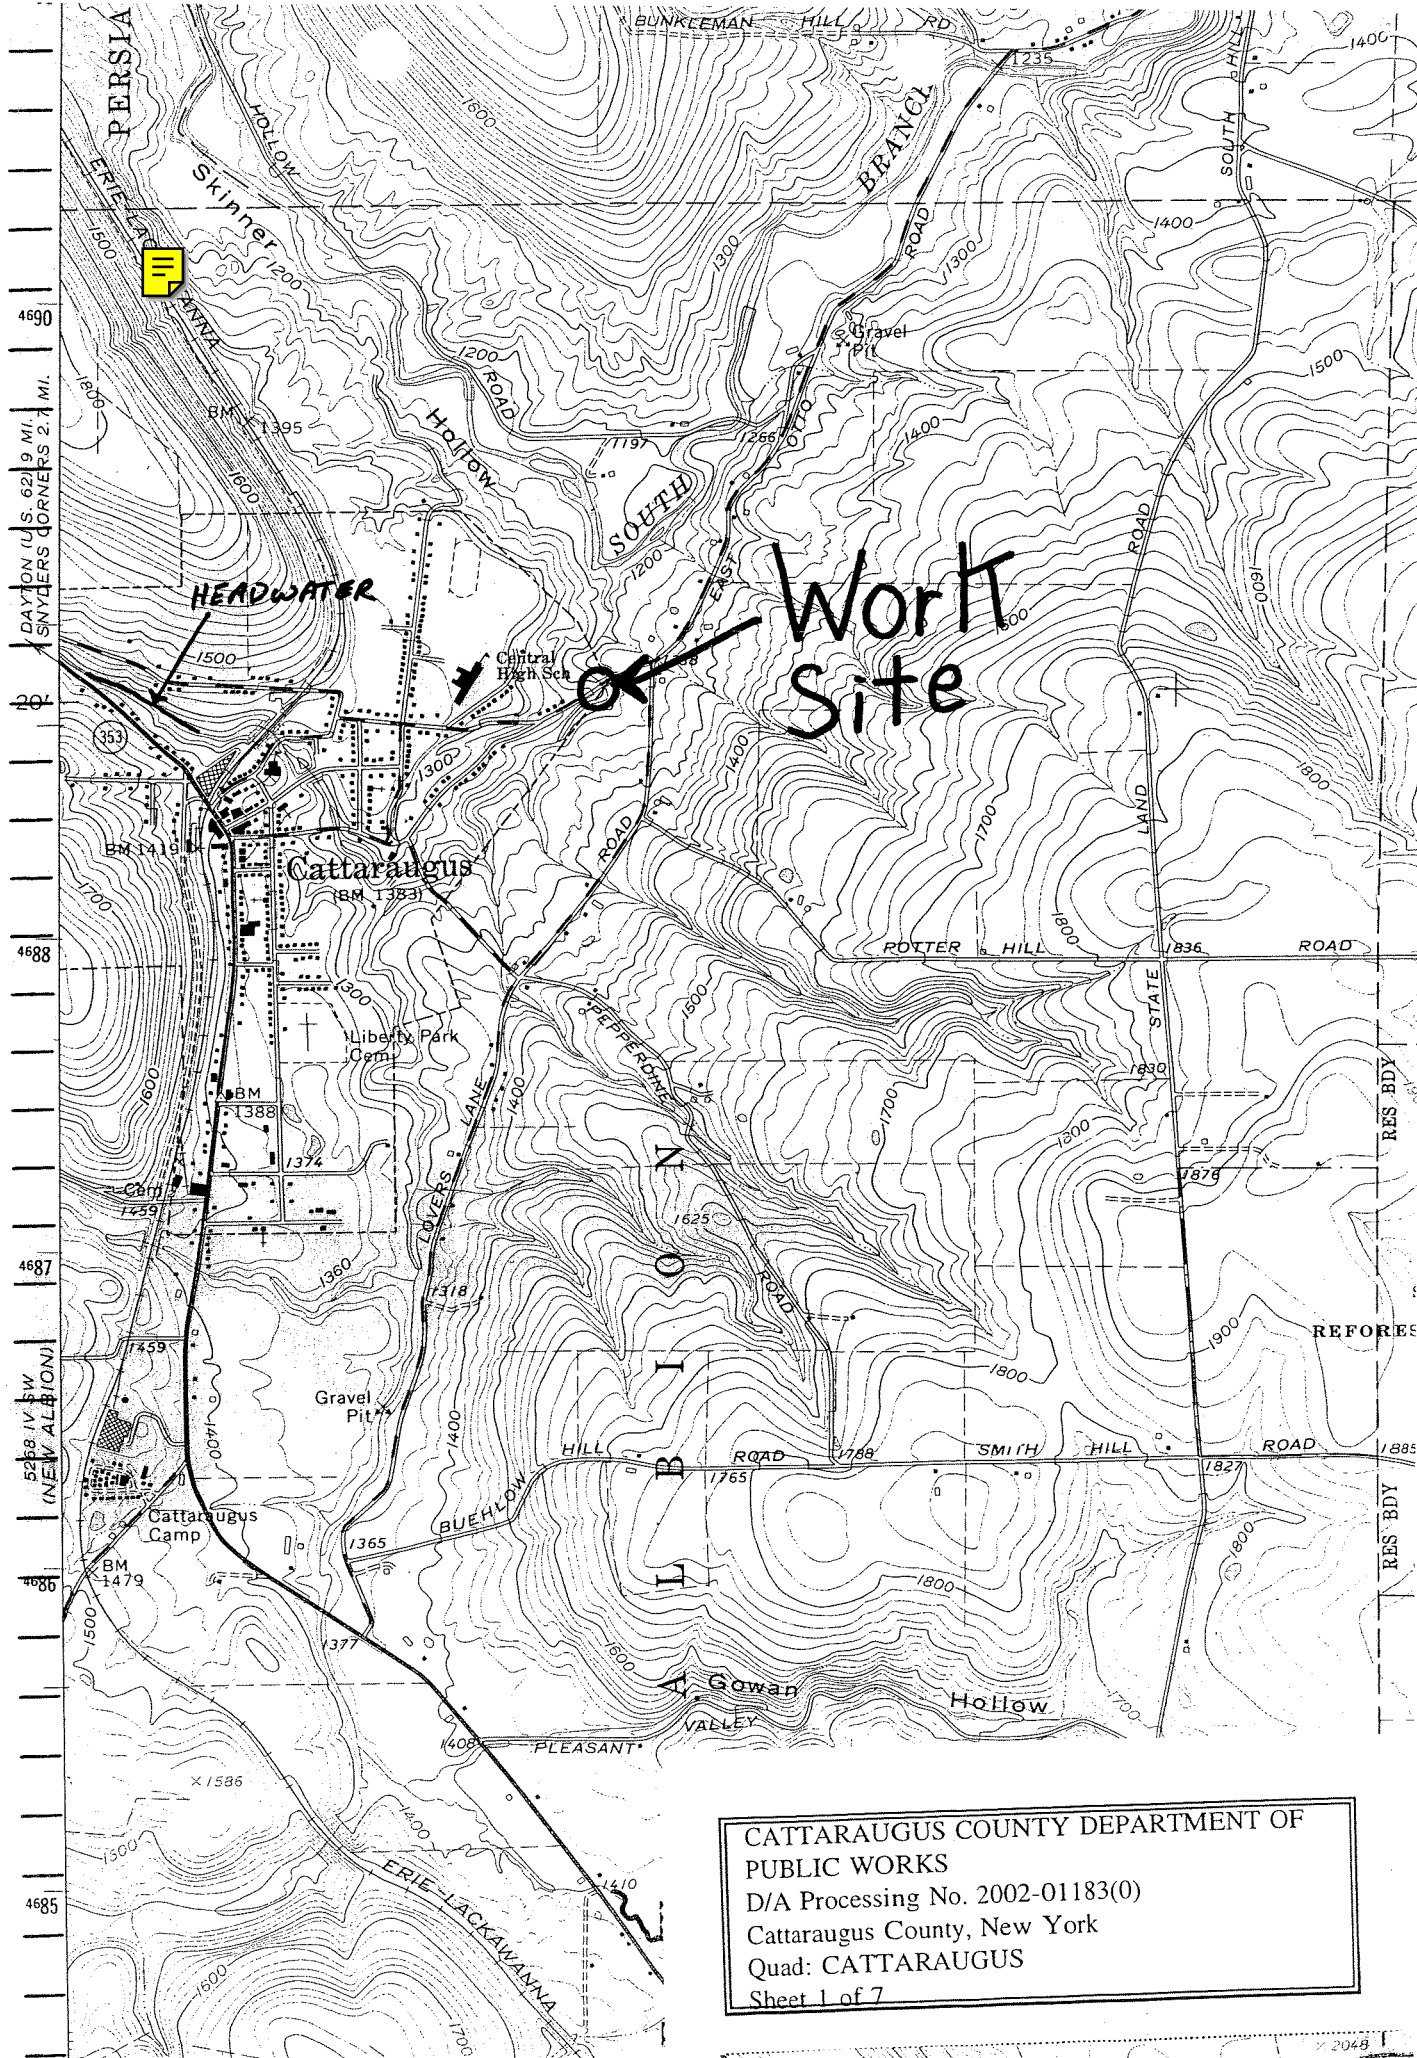 PERSIA
BUNKLEMAN HILL RD
1235
1400
HOLLOW
1600
BRANCH
SOUTH HILL
ERIE-LAC
ANNA
Skinner
1500
1200
1300
ROAD
1300
1400
4690
Gravel
Pit
1200
ROAD
1500
1800
BM
1395
Hollow
1197
1266
OTTO
1400
1600
SOUTH
ROAD
DAYTON (U.S. 62) 9 MI.
SNYDERS CORNERS 2.7 MI.
1200
EAST
1600
HEADWATER
Work
Site
1500
Central
High Sch
20'
353
1300
1400
1800
1700
LAND
BM 1419
ROAD
Cattaraugus
(BM 1383)
1700
1800
4688
POTTER HILL
1836
ROAD
1300
1500
STATE
Liberty Park
Cem
PEPPERDINE
1600
LANE
1400
1830
RES BDY
BM
1388
1700
1800
1374
1876
Cem
1459
LOVERS
1625
4687
1360
1318
ROAD
1900
REFORES
1459
1800
5268 IV SW
(NEW ALBION)
Gravel
Pit
1400
1400
HILL
ROAD
1765
1788
SMITH HILL ROAD
1885
1827
BUEHLOW
Cattaraugus
Camp
1365
RES BDY
1800
4686
BM
1479
1800
1500
1377
1600
ALBION
Gowan
Hollow
1700
VALLEY
1408
PLEASANT
1586
1400
1500
ERIE-LACKAWANNA
1410
4685
1600
1700
CATTARAUGUS COUNTY DEPARTMENT OF
PUBLIC WORKS
D/A Processing No. 2002-01183(0)
Cattaraugus County, New York
Quad: CATTARAUGUS
Sheet 1 of 7
2048